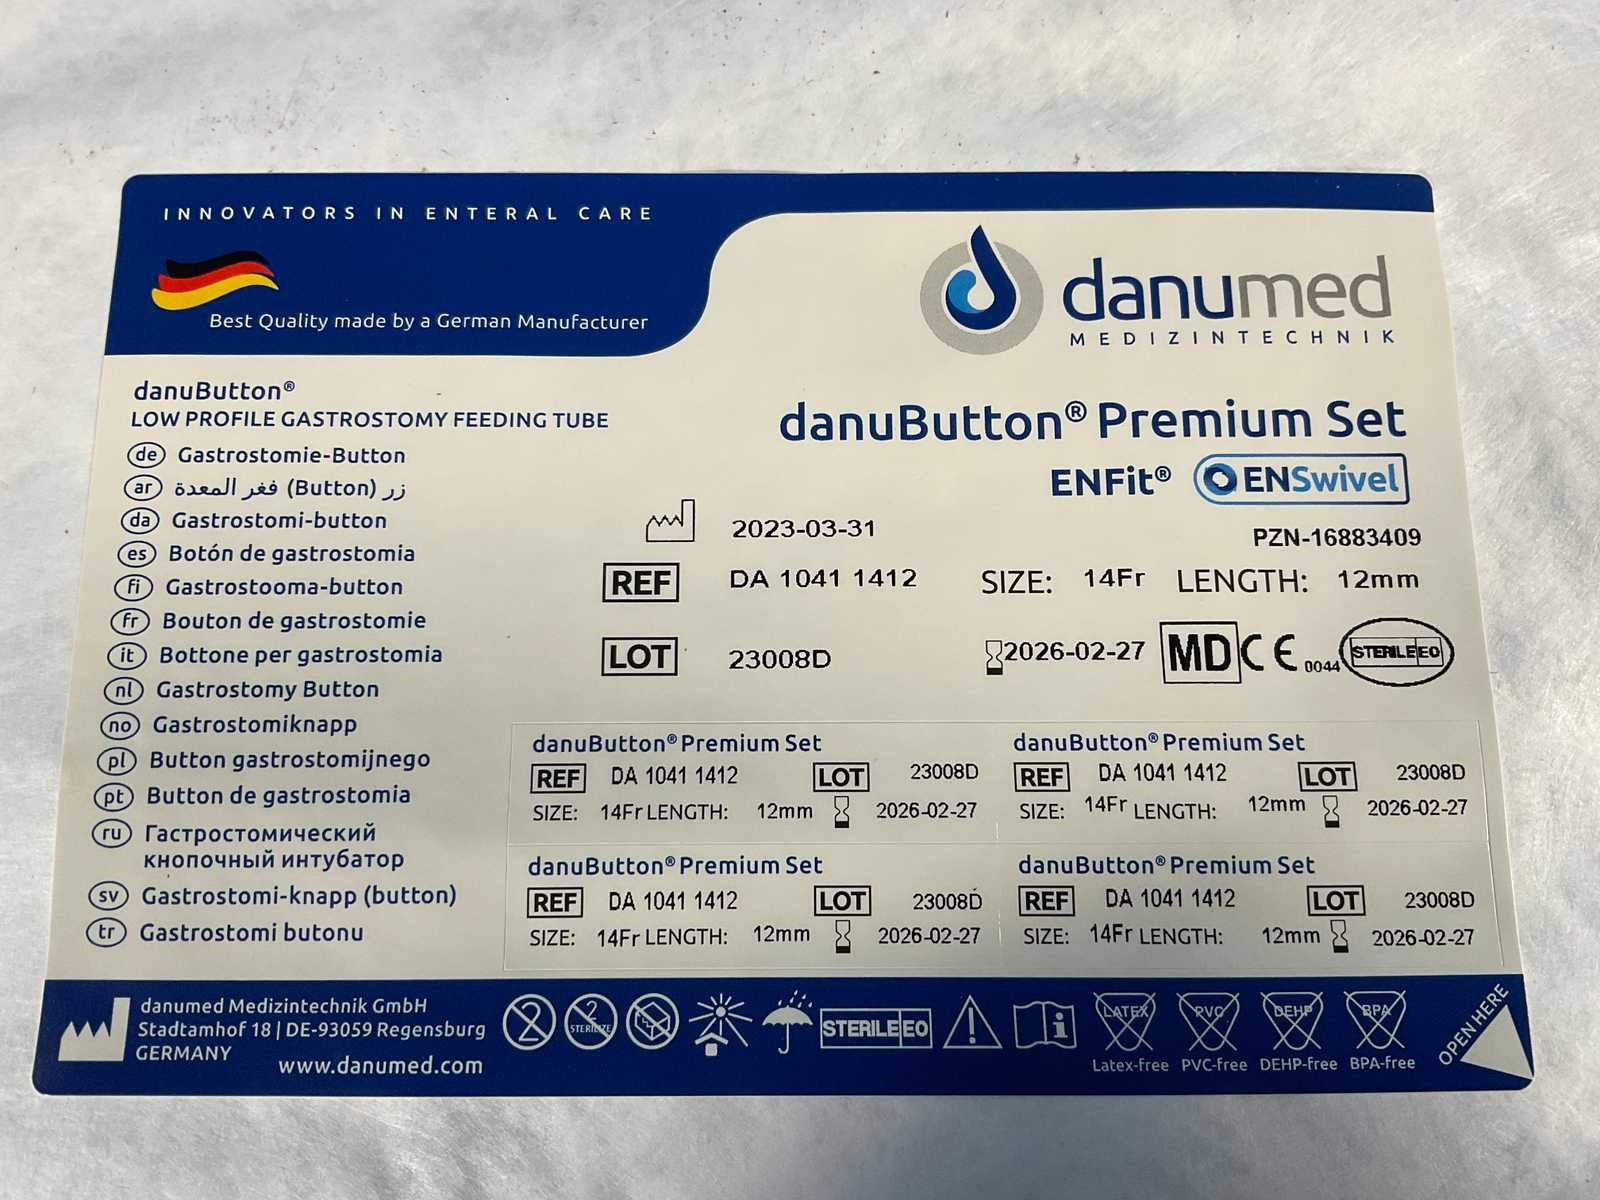 INNOVATORS IN ENTERAL CARE
Best Quality made by a German Manufacturer
danumed
MEDIZINTECHNIK
danuButton®
LOW PROFILE GASTROSTOMY FEEDING TUBE
de Gastrostomie-Button
ar زر (Button) فغر المعدة
da Gastrostomi-button
es Botón de gastrostomia
fi Gastrostooma-button
fr Bouton de gastrostomie
it Bottone per gastrostomia
nl Gastrostomy Button
no Gastrostomiknapp
pl Button gastrostomijnego
pt Button de gastrostomia
ru Гастростомический
кнопочный интубатор
sv Gastrostomi-knapp (button)
tr Gastrostomi butonu
danuButton® Premium Set
ENFit® ENSwivel
2023-03-31
PZN-16883409
REF DA 1041 1412 SIZE: 14Fr LENGTH: 12mm
LOT 23008D 2026-02-27 MD CE 0044 STERILE EO
danuButton® Premium Set
REF DA 1041 1412 LOT 23008D
SIZE: 14Fr LENGTH: 12mm 2026-02-27
danuButton® Premium Set
REF DA 1041 1412 LOT 23008D
SIZE: 14Fr LENGTH: 12mm 2026-02-27
danuButton® Premium Set
REF DA 1041 1412 LOT 23008D
SIZE: 14Fr LENGTH: 12mm 2026-02-27
danuButton® Premium Set
REF DA 1041 1412 LOT 23008D
SIZE: 14Fr LENGTH: 12mm 2026-02-27
danumed Medizintechnik GmbH
Stadtamhof 18 | DE-93059 Regensburg
GERMANY
www.danumed.com
2
2 STERILIZE
STERILE EO
i
LATEX PVC DEHP BPA
Latex-free PVC-free DEHP-free BPA-free
OPEN HERE